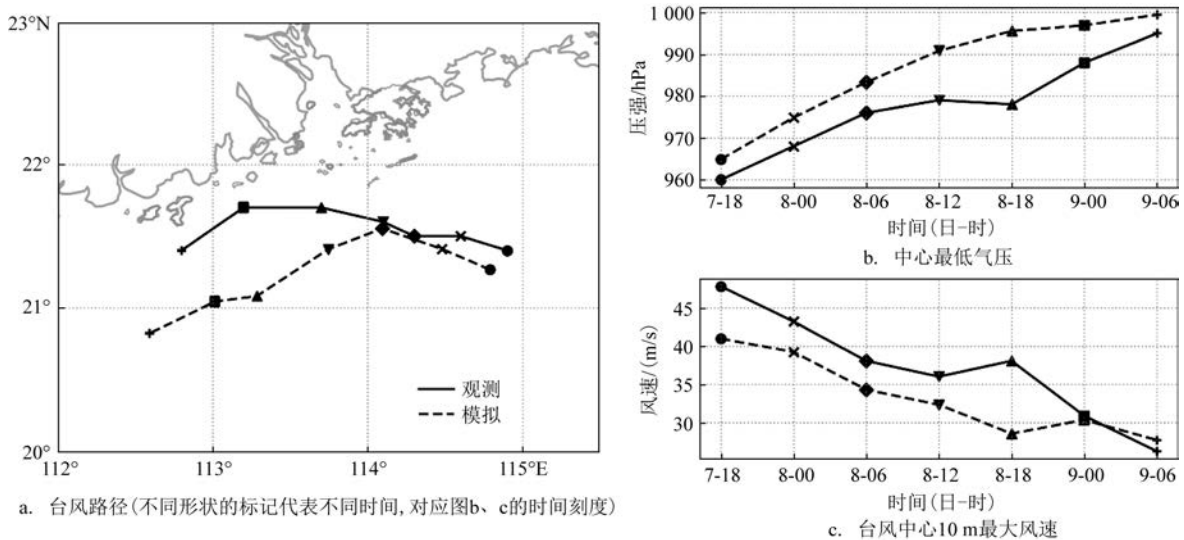 23°N
22°
21°
20°
112°
113°
114°
115°E
观测
模拟
a. 台风路径(不同形状的标记代表不同时间,对应图b、c的时间刻度)
1 000
990
980
970
960
压强/hPa
7-18
8-00
8-06
8-12
8-18
9-00
9-06
时间(日-时)
b. 中心最低气压
45
40
35
30
风速/(m/s)
7-18
8-00
8-06
8-12
8-18
9-00
9-06
时间(日-时)
c. 台风中心10 m最大风速